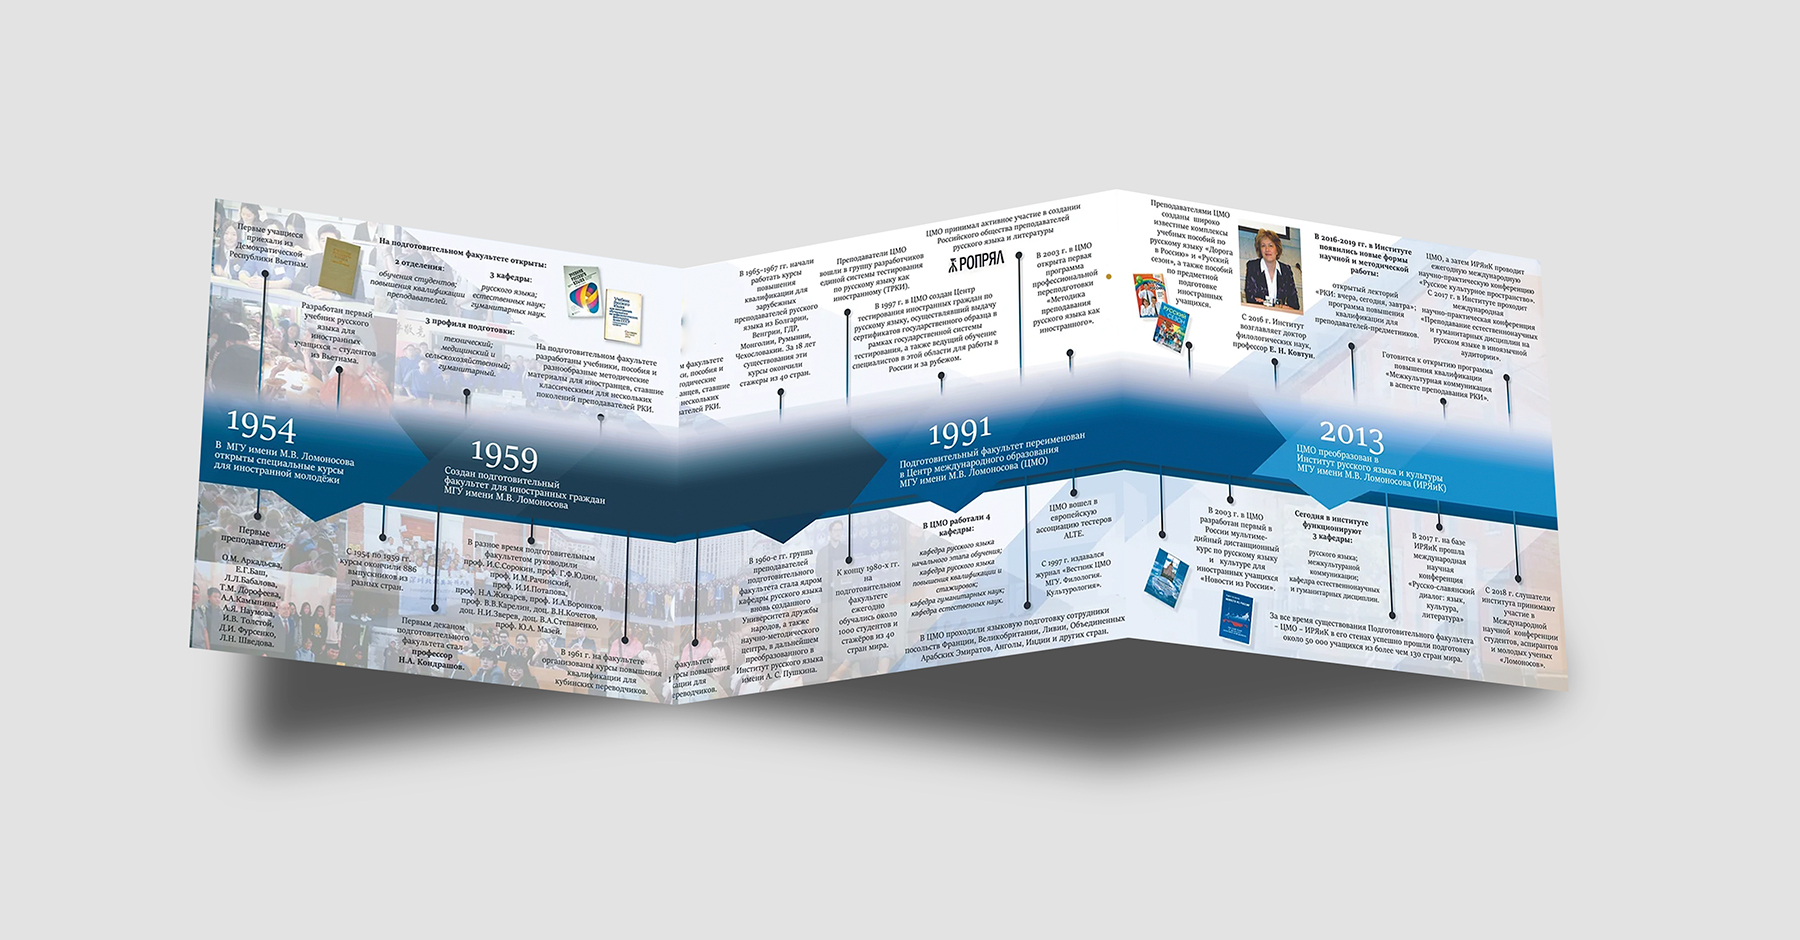 Первые учащиеся
приехали из
Демократической
Республики Вьетнам.
Разработан первый
учебник русского
языка для
иностранных
учащихся – студентов
из Вьетнама.
1954
В МГУ имени М.В. Ломоносова
открыты специальные курсы
для иностранной молодёжи
Первые
преподаватели:
О.М. Аркадьева,
Е.Г.Баш,
Л.Л.Бабалова,
Т.М. Дорофеева,
А.А.Камынина,
А.Я. Наумова,
И.В. Толстой,
Л.И. Фурсенко,
Л.Н. Шведова.
С 1954 по 1959 гг.
курсы окончили 886
выпускников из
разных стран.
На подготовительном факультете открыты:
2 отделения:
обучения студентов;
повышения квалификации
преподавателей.
3 кафедры:
русского языка;
естественных наук;
гуманитарных наук.
3 профиля подготовки:
технический;
медицинский и
сельскохозяйственный;
гуманитарный.
На подготовительном факультете
разработаны учебники, пособия и
разнообразные методические
материалы для иностранцев, ставшие
классическими для нескольких
поколений преподавателей РКИ.
1959
Создан подготовительный
факультет для иностранных граждан
МГУ имени М.В. Ломоносова
Первым деканом
подготовительного
факультета стал
профессор
Н.А. Кондрашов.
В разное время подготовительным
факультетом руководили
проф. И.С.Сорокин, проф. Г.Ф.Юдин,
проф. И.М.Рачинский,
проф. И.И.Потапова,
проф. Н.А.Жихарев, проф. И.А.Воронков,
проф. В.В.Карелин, доц. В.Н.Кочетов,
доц. Н.И.Зверев, доц. В.А.Степаненко,
проф. Ю.А. Мазей.
В 1961 г. на факультете
организованы курсы повышения
квалификации для
кубинских переводчиков.
факультете
пособия и
ставшие
нескольких
РКИ.
В 1965-1967 гг. начали
работать курсы
повышения
квалификации для
зарубежных
преподавателей русского
языка из Болгарии,
Венгрии, ГДР,
Монголии, Румынии,
Чехословакии. За 18 лет
существования эти
курсы окончили
стажеры из 40 стран.
факультете
курсы повышения
В 1960-е гг. группа
преподавателей
подготовительного
факультета стала ядром
кафедры русского языка
вновь созданного
Университета дружбы
народов, а также
научно-методического
центра, в дальнейшем
преобразованного в
Институт русского языка
имени А. С. Пушкина.
К концу 1980-х гг.
на
подготовительном
факультете
ежегодно
обучались около
1000 студентов и
стажёров из 40
стран мира.
Преподаватели ЦМО
вошли в группу разработчиков
единой системы тестирования
по русскому языку как
иностранному (ТРКИ).
ЦМО принимал активное участие в создании
Российского общества преподавателей
русского языка и литературы
РОПРЯЛ
В 1997 г. в ЦМО создан Центр
тестирования иностранных граждан по
русскому языку, осуществлявший выдачу
сертификатов государственного образца в
рамках государственной системы
тестирования, а также ведущий обучение
специалистов в этой области для работы в
России и за рубежом.
В 2003 г. в ЦМО
открыта первая
программа
профессиональной
переподготовки
«Методика
преподавания
русского языка как
иностранного».
1991
Подготовительный факультет переименован
в Центр международного образования
МГУ имени М.В. Ломоносова (ЦМО)
В ЦМО работали 4
кафедры:
кафедра русского языка
начального этапа обучения;
кафедра русского языка
повышения квалификации и
стажировок;
кафедра гуманитарных наук;
кафедра естественных наук.
ЦМО вошел в
европейскую
ассоциацию тестеров
ALTE.
С 1997 г. издавался
журнал «Вестник ЦМО
МГУ. Филология.
Культурология».
В ЦМО проходили языковую подготовку сотрудники
посольств Франции, Великобритании, Ливии, Объединенных
Арабских Эмиратов, Анголы, Индии и других стран.
Преподавателями ЦМО
созданы широко
известные комплексы
учебных пособий по
русскому языку «Дорога
в Россию» и «Русский
сезон», а также пособий
по предметной
подготовке
иностранных
учащихся.
РУССКИЙ
СЕЗОН
С 2016 г. Институт
возглавляет доктор
филологических наук,
профессор Е. Н. Ковтун.
В 2016-2019 гг. в Институте
появились новые формы
научной и методической
работы:
открытый лекторий
«РКИ: вчера, сегодня, завтра»;
программа повышения
квалификации для
преподавателей-предметников.
ЦМО, а затем ИРЯиК проводит
ежегодную международную
научно-практическую конференцию
«Русское культурное пространство».
С 2017 г. в Институте проходит
международная
научно-практическая конференция
«Преподавание естественнонаучных
и гуманитарных дисциплин на
русском языке в иноязычной
аудитории».
Готовится к открытию программа
повышения квалификации
«Межкультурная коммуникация
в аспекте преподавания РКИ».
2013
ЦМО преобразован в
Институт русского языка и культуры
МГУ имени М.В. Ломоносова (ИРЯиК)
В 2003 г. в ЦМО
разработан первый в
России мультиме-
дийный дистанционный
курс по русскому языку
и культуре для
иностранных учащихся
«Новости из России».
Сегодня в институте
функционируют
3 кафедры:
русского языка;
межкультурной
коммуникации;
кафедра естественнонаучных
и гуманитарных дисциплин.
В 2017 г. на базе
ИРЯиК прошла
международная
научная
конференция
«Русско-славянский
диалог: язык,
культура,
литература»
С 2018 г. слушатели
института принимают
участие в
Международной
научной конференции
студентов, аспирантов
и молодых ученых
«Ломоносов».
За все время существования Подготовительного факультета
– ЦМО – ИРЯиК в его стенах успешно прошли подготовку
около 50 000 учащихся из более чем 130 стран мира.